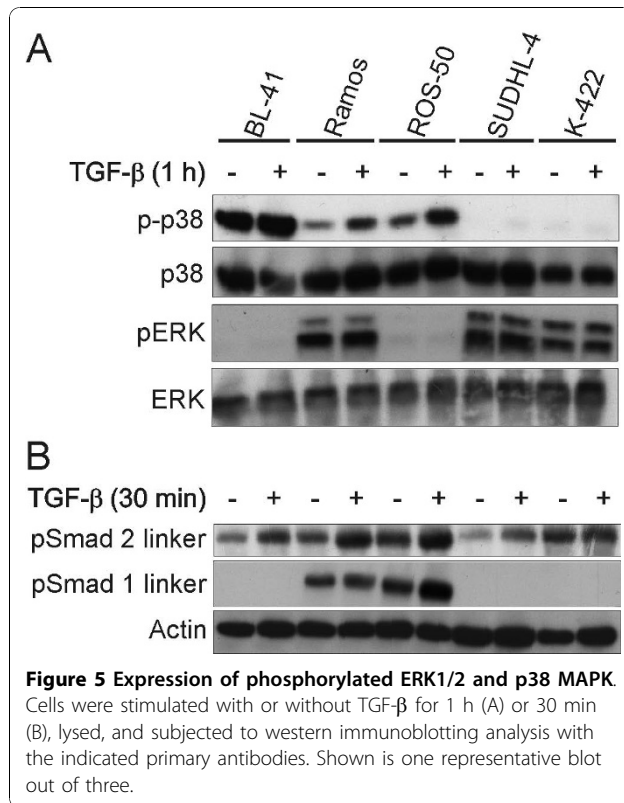 A
BL-41 Ramos ROS-50 SUDHL-4 K-422
TGF-β (1 h) - + - + - + - + - +
p-p38
p38
pERK
ERK
B
TGF-β (30 min) - + - + - + - + - +
pSmad 2 linker
pSmad 1 linker
Actin
Figure 5 Expression of phosphorylated ERK1/2 and p38 MAPK.
Cells were stimulated with or without TGF-β for 1 h (A) or 30 min
(B), lysed, and subjected to western immunoblotting analysis with
the indicated primary antibodies. Shown is one representative blot
out of three.